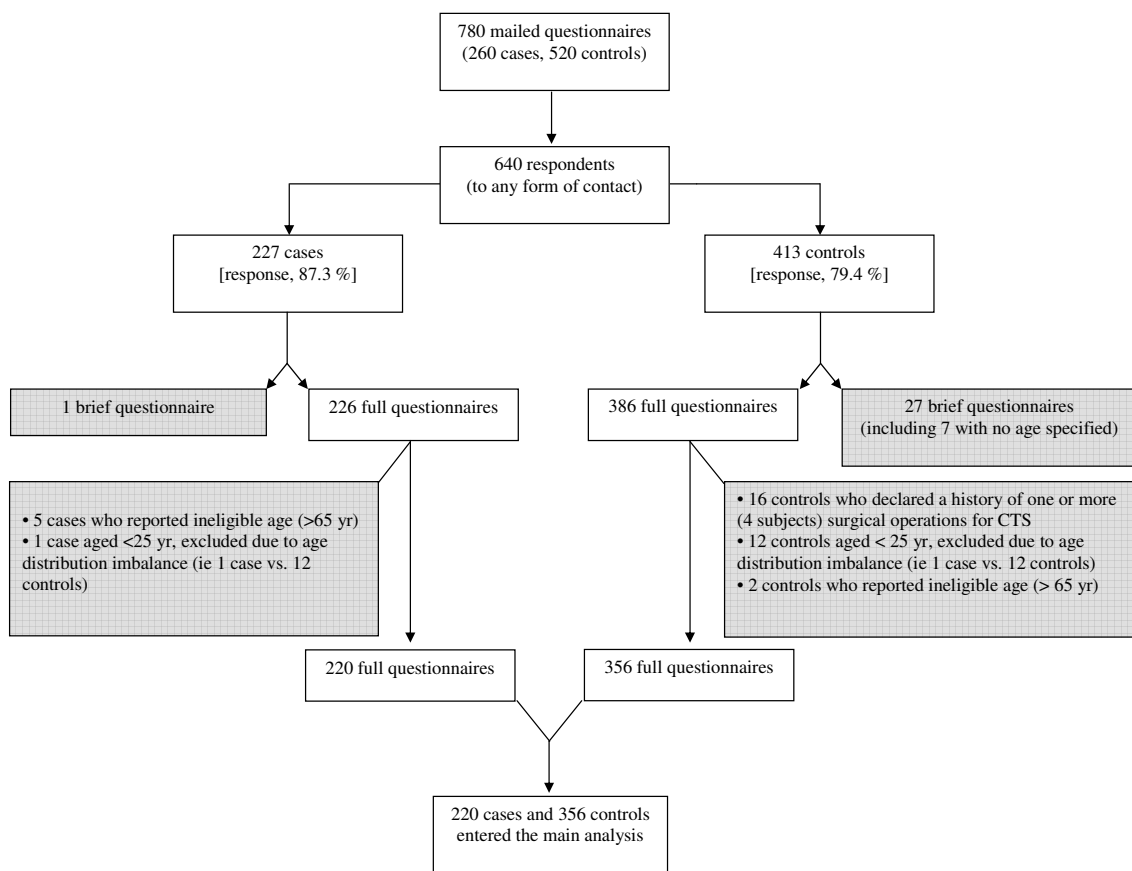 780 mailed questionnaires
(260 cases, 520 controls)
640 respondents
(to any form of contact)
227 cases
[response, 87.3 %]
413 controls
[response, 79.4 %]
1 brief questionnaire
226 full questionnaires
386 full questionnaires
27 brief questionnaires
(including 7 with no age specified)
• 5 cases who reported ineligible age (>65 yr)
• 1 case aged <25 yr, excluded due to age
distribution imbalance (ie 1 case vs. 12
controls)
• 16 controls who declared a history of one or more
(4 subjects) surgical operations for CTS
• 12 controls aged < 25 yr, excluded due to age
distribution imbalance (ie 1 case vs. 12 controls)
• 2 controls who reported ineligible age (> 65 yr)
220 full questionnaires
356 full questionnaires
220 cases and 356 controls
entered the main analysis